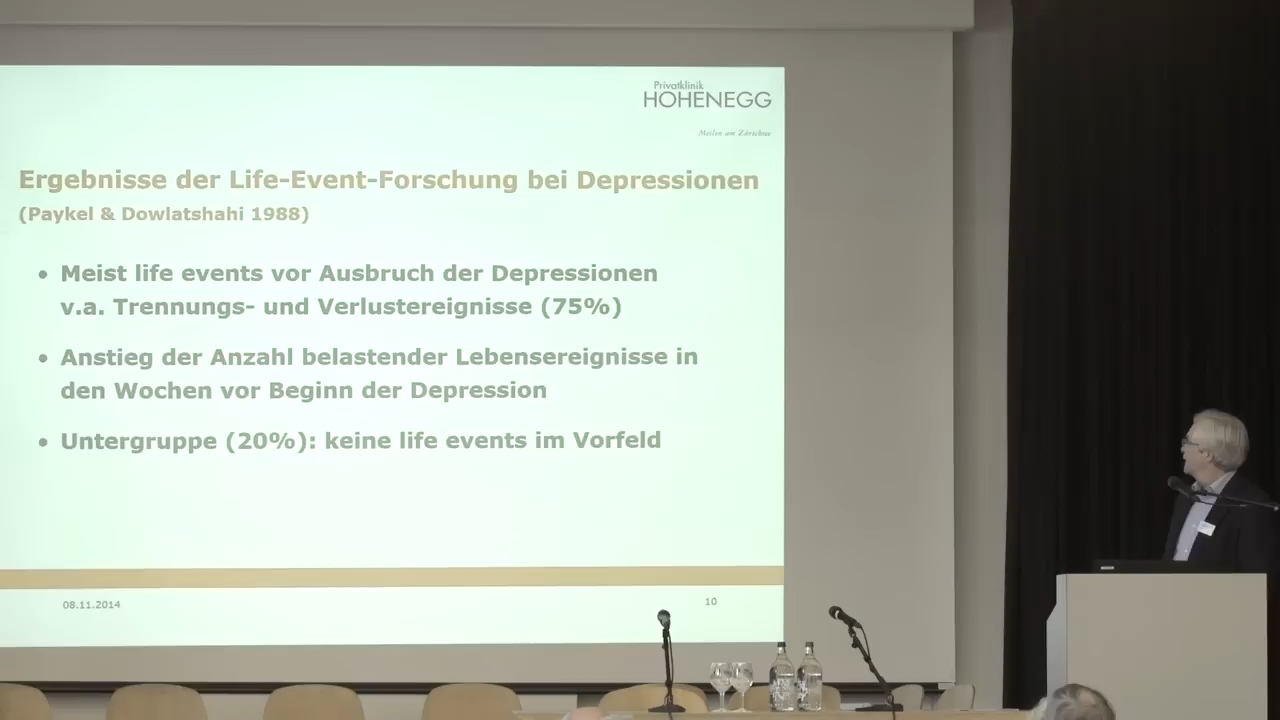 Privatklinik
HOHENEGG
Meilen am Zürichsee
Ergebnisse der Life-Event-Forschung bei Depressionen
(Paykel & Dowlatshahi 1988)
• Meist life events vor Ausbruch der Depressionen
v.a. Trennungs- und Verlustereignisse (75%)
• Anstieg der Anzahl belastender Lebensereignisse in
den Wochen vor Beginn der Depression
• Untergruppe (20%): keine life events im Vorfeld
08.11.2014
10